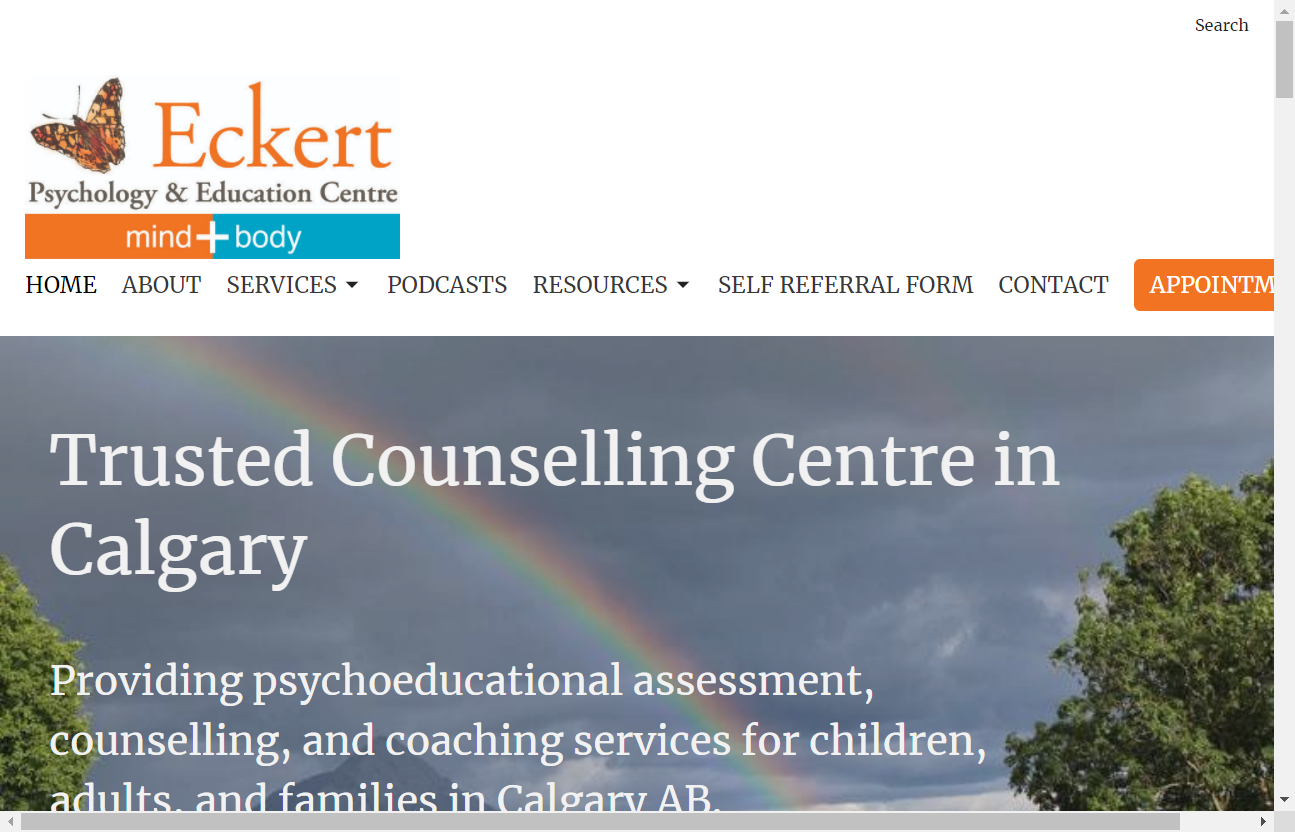 Search
Eckert
Psychology & Education Centre
mind+body
HOME ABOUT SERVICES PODCASTS RESOURCES SELF REFERRAL FORM CONTACT APPOINTM
Trusted Counselling Centre in
Calgary
Providing psychoeducational assessment,
counselling, and coaching services for children,
adults, and families in Calgary AB.